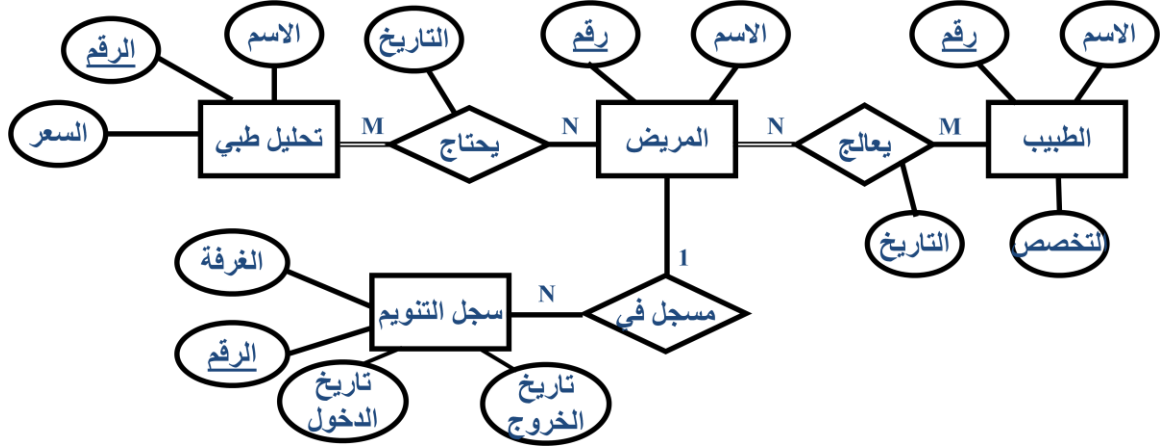 الاسم
رقم
الاسم
رقم
التاريخ
الاسم
الرقم
السعر
الطبيب
M
يعالج
N
المريض
N
يحتاج
M
تحليل طبي
التخصص
التاريخ
1
مسجل في
N
سجل التنويم
الغرفة
الرقم
تاريخ
الخروج
تاريخ
الدخول